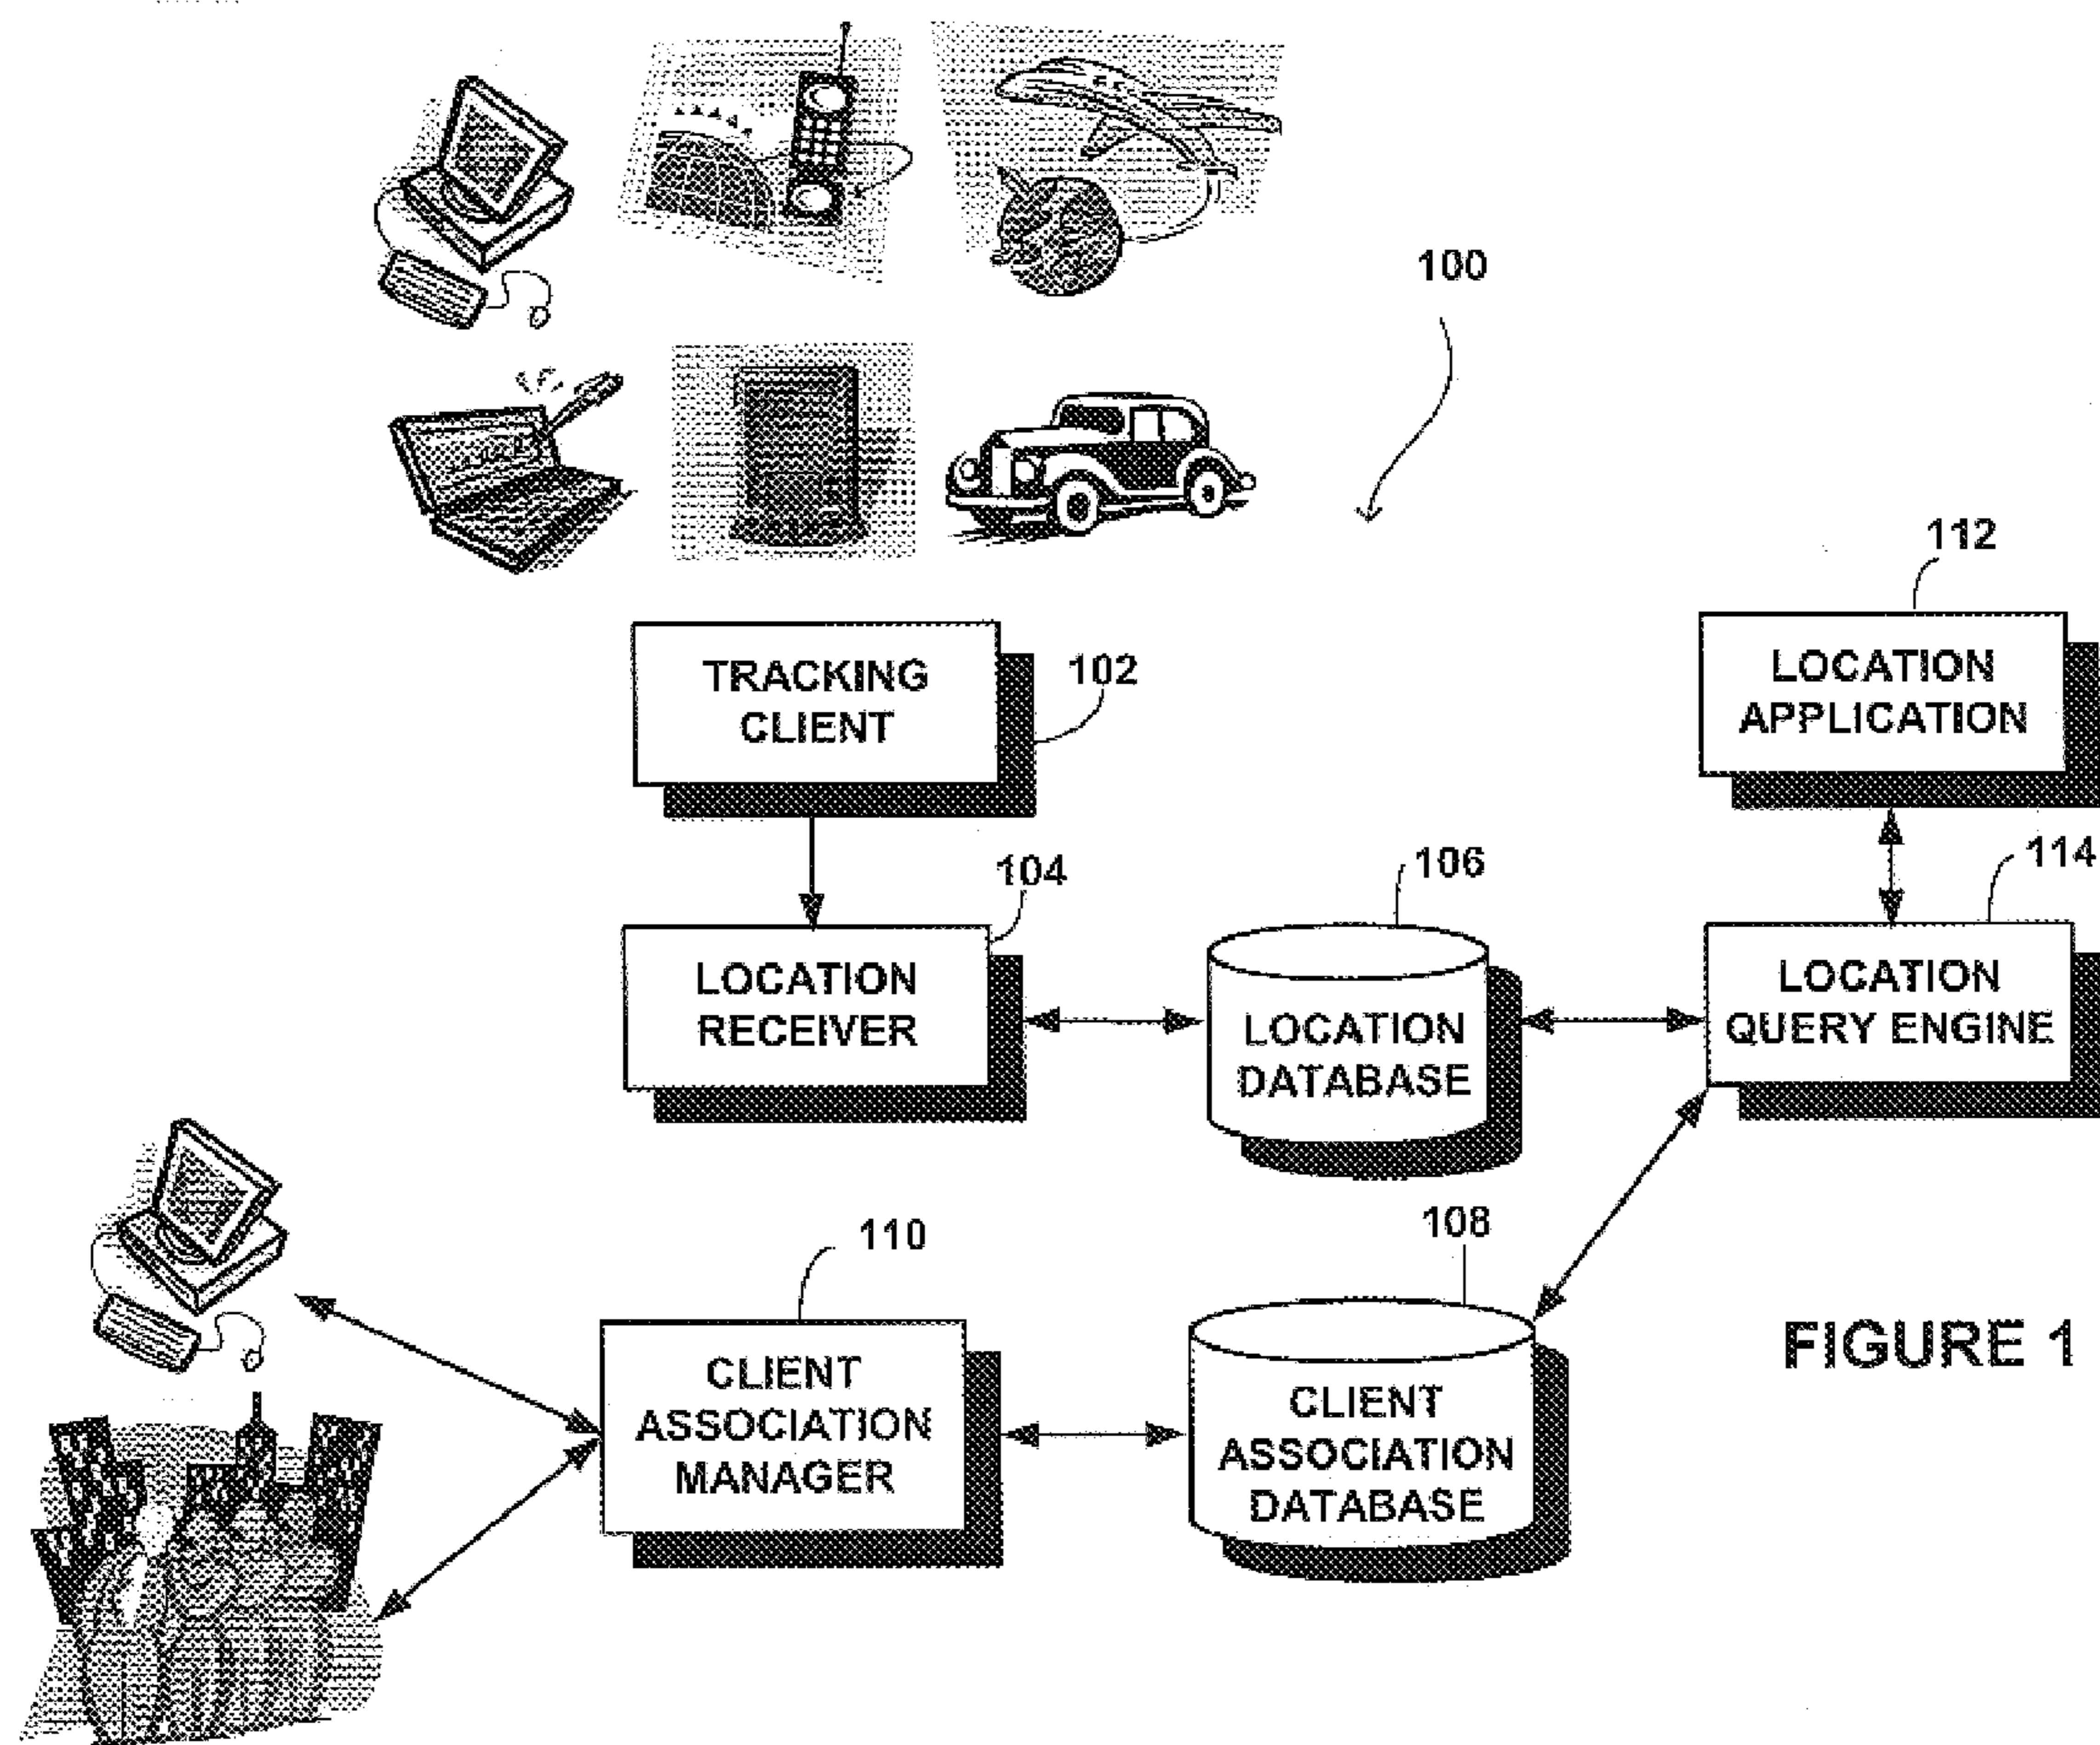 100
112
TRACKING
CLIENT
102
LOCATION
APPLICATION
104
106
114
LOCATION
RECEIVER
LOCATION
DATABASE
LOCATION
QUERY ENGINE
110
108
CLIENT
ASSOCIATION
MANAGER
CLIENT
ASSOCIATION
DATABASE
FIGURE 1